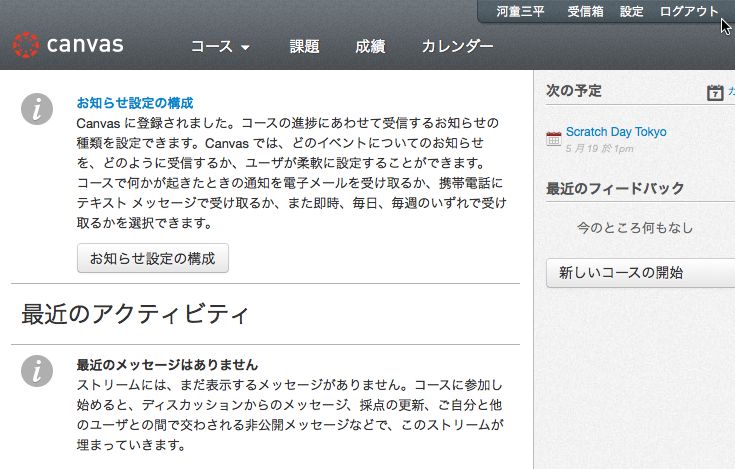 河童三平 受信箱 設定 ログアウト
canvas コース 課題 成績 カレンダー
お知らせ設定の構成
Canvas に登録されました。コースの進捗にあわせて受信するお知らせの
種類を設定できます。Canvas では、どのイベントについてのお知らせ
を、どのように受信するか、ユーザが柔軟に設定することができます。
コースで何かが起きたときの通知を電子メールを受け取るか、携帯電話に
テキスト メッセージで受け取るか、また即時、毎日、毎週のいずれで受け
取るかを選択できます。
お知らせ設定の構成
最近のアクティビティ
最近のメッセージはありません
ストリームには、まだ表示するメッセージがありません。コースに参加し
始めると、ディスカッションからのメッセージ、採点の更新、ご自分と他
のユーザとの間で交わされる非公開メッセージなどで、このストリームが
埋まっていきます。
次の予定
Scratch Day Tokyo
5 月 19 於 1pm
最近のフィードバック
今のところ何もなし
新しいコースの開始